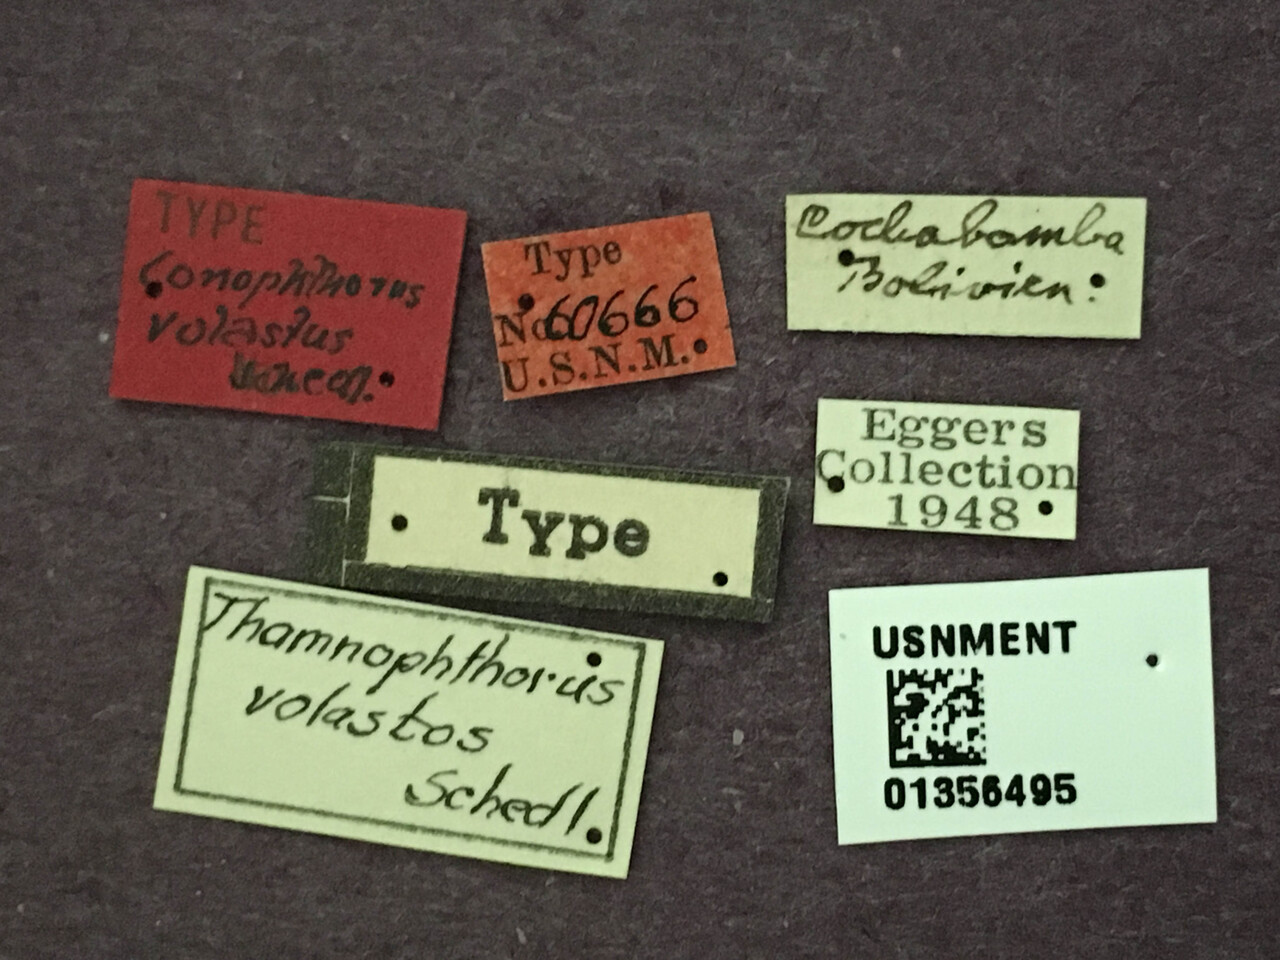 TYPE
Conophthorus
volastus
Type
No 60666
U.S.N.M.
Cochabamba
Bolivien.
Eggers
Collection
1948
Type
Thamnophthorus
volastos
Schedl.
USNMENT
01356495